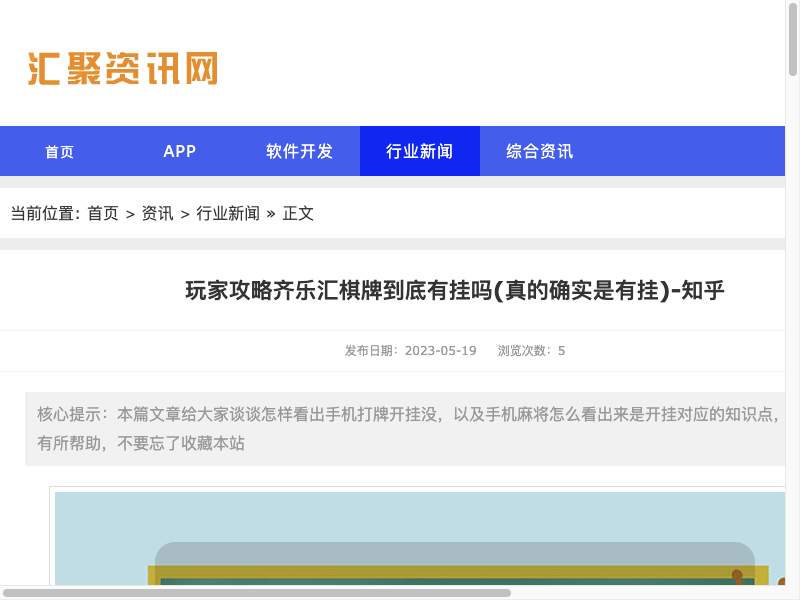 汇聚资讯网
首页 APP 软件开发 行业新闻 综合资讯
当前位置: 首页 > 资讯 > 行业新闻 » 正文
玩家攻略齐乐汇棋牌到底有挂吗(真的确实是有挂)-知乎
发布日期：2023-05-19 浏览次数：5
核心提示：本篇文章给大家谈谈怎样看出手机打牌开挂没，以及手机麻将怎么看出来是开挂对应的知识点，
有所帮助，不要忘了收藏本站